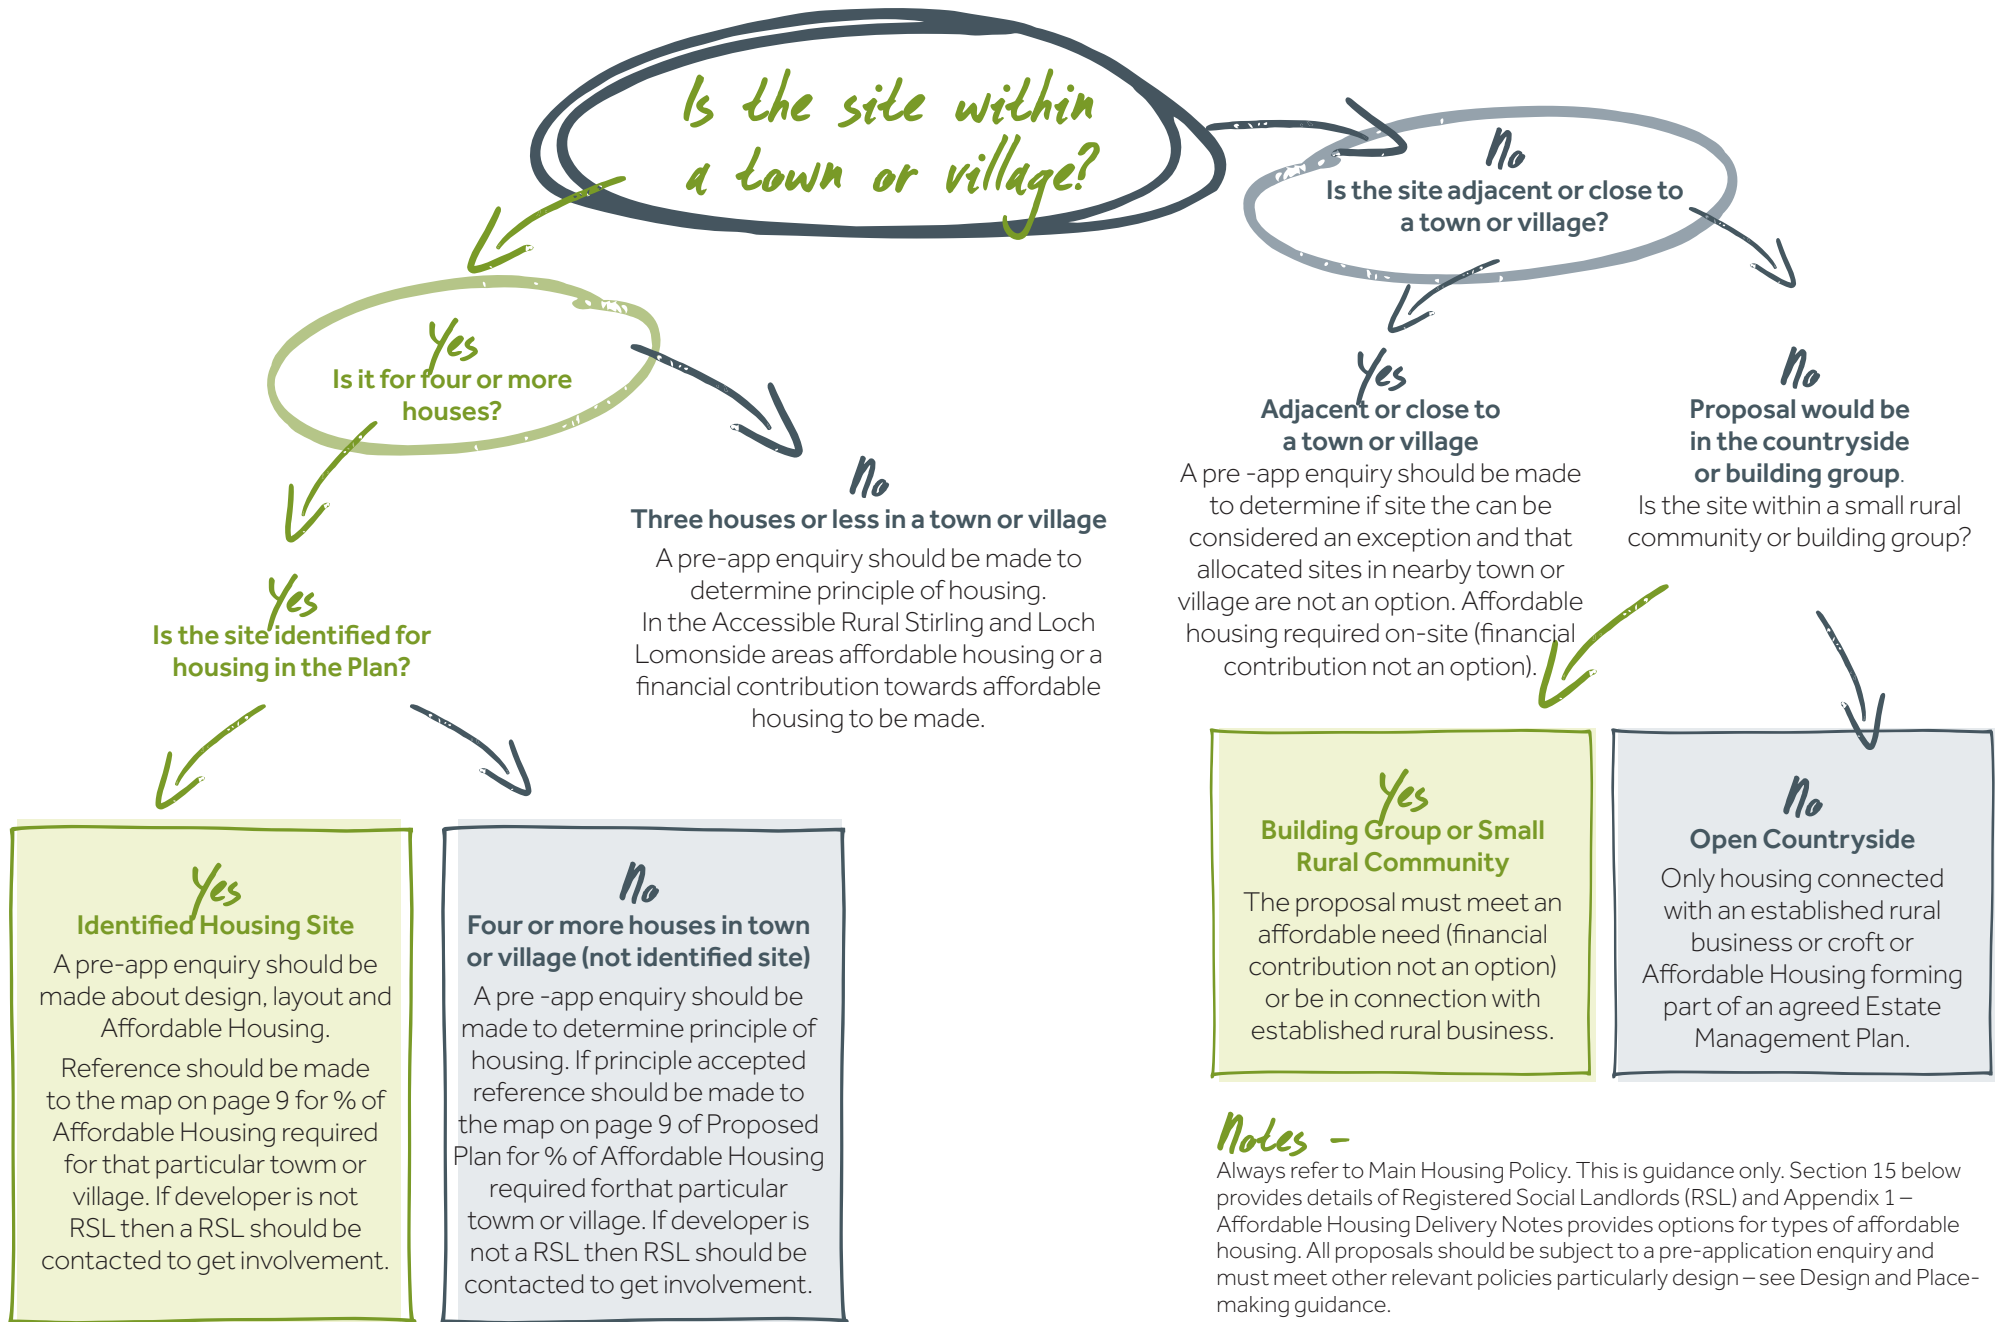 Is the site within
a town or village?
No
Is the site adjacent or close to
a town or village?
Yes
Is it for four or more
houses?
No
Three houses or less in a town or village
A pre-app enquiry should be made to
determine principle of housing.
In the Accessible Rural Stirling and Loch
Lomonside areas affordable housing or a
financial contribution towards affordable
housing to be made.
Yes
Adjacent or close to
a town or village
A pre -app enquiry should be made
to determine if site the can be
considered an exception and that
allocated sites in nearby town or
village are not an option. Affordable
housing required on-site (financial
contribution not an option).
No
Proposal would be
in the countryside
or building group.
Is the site within a small rural
community or building group?
Yes
Is the site identified for
housing in the Plan?
Yes
Identified Housing Site
A pre-app enquiry should be
made about design, layout and
Affordable Housing.
Reference should be made
to the map on page 9 for % of
Affordable Housing required
for that particular towm or
village. If developer is not
RSL then a RSL should be
contacted to get involvement.
No
Four or more houses in town
or village (not identified site)
A pre -app enquiry should be
made to determine principle of
housing. If principle accepted
reference should be made to
the map on page 9 of Proposed
Plan for % of Affordable Housing
required forthat particular
towm or village. If developer is
not a RSL then RSL should be
contacted to get involvement.
Yes
Building Group or Small
Rural Community
The proposal must meet an
affordable need (financial
contribution not an option)
or be in connection with
established rural business.
No
Open Countryside
Only housing connected
with an established rural
business or croft or
Affordable Housing forming
part of an agreed Estate
Management Plan.
Notes -
Always refer to Main Housing Policy. This is guidance only. Section 15 below
provides details of Registered Social Landlords (RSL) and Appendix 1 –
Affordable Housing Delivery Notes provides options for types of affordable
housing. All proposals should be subject to a pre-application enquiry and
must meet other relevant policies particularly design – see Design and Place-
making guidance.